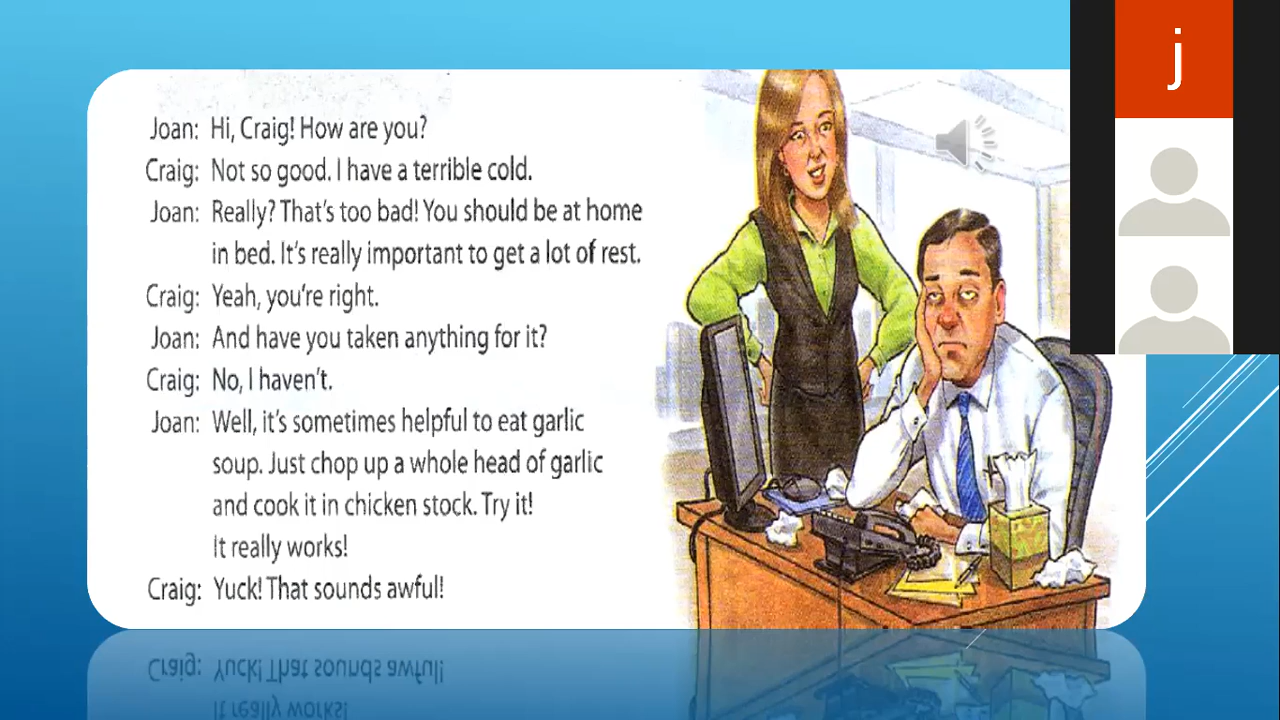 Joan: Hi, Craig! How are you?
Craig: Not so good. I have a terrible cold.
Joan: Really? That's too bad! You should be at home
in bed. It's really important to get a lot of rest.
Craig: Yeah, you're right.
Joan: And have you taken anything for it?
Craig: No, I haven't.
Joan: Well, it's sometimes helpful to eat garlic
soup. Just chop up a whole head of garlic
and cook it in chicken stock. Try it!
It really works!
Craig: Yuck! That sounds awful!
j